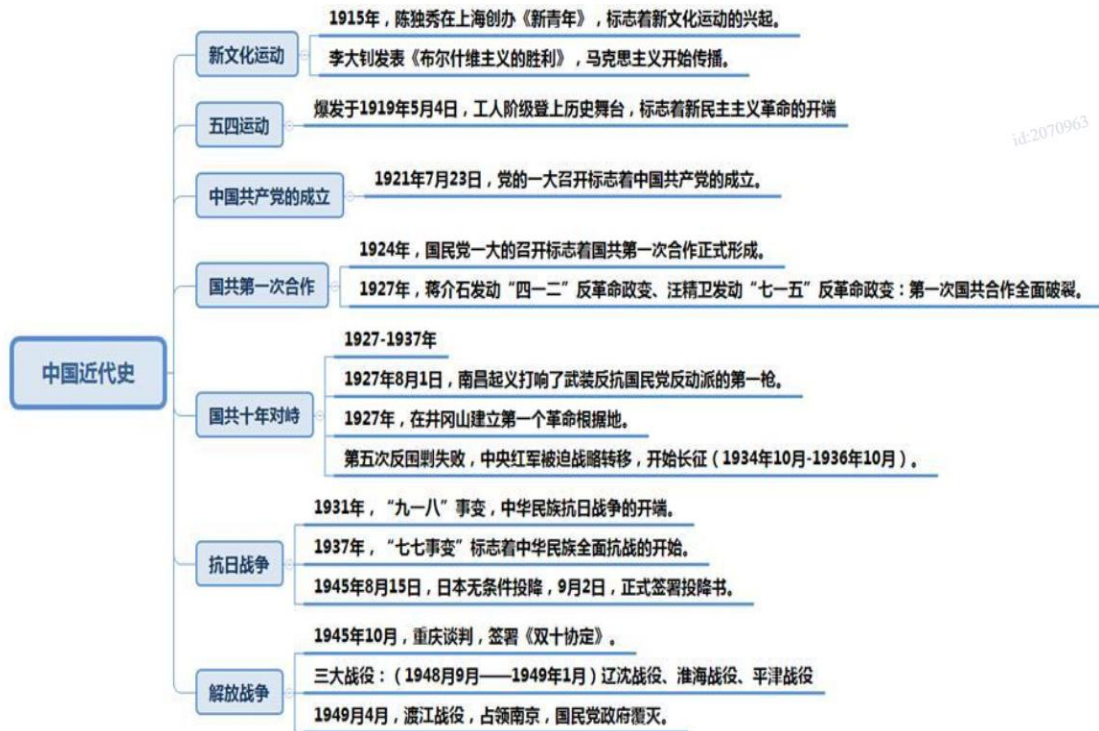 1915年，陈独秀在上海创办《新青年》，标志着新文化运动的兴起。
新文化运动
李大钊发表《布尔什维主义的胜利》，马克思主义开始传播。
爆发于1919年5月4日，工人阶级登上历史舞台，标志着新民主主义革命的开端
五四运动
id:2070963
1921年7月23日，党的一大召开标志着中国共产党的成立。
中国共产党的成立
1924年，国民党一大的召开标志着国共第一次合作正式形成。
国共第一次合作
1927年，蒋介石发动“四一二”反革命政变、汪精卫发动“七一五”反革命政变：第一次国共合作全面破裂。
中国近代史
1927-1937年
1927年8月1日，南昌起义打响了武装反抗国民党反动派的第一枪。
国共十年对峙
1927年，在井冈山建立第一个革命根据地。
第五次反围剿失败，中央红军被迫战略转移，开始长征（1934年10月-1936年10月）。
1931年，“九一八”事变，中华民族抗日战争的开端。
1937年，“七七事变”标志着中华民族全面抗战的开始。
抗日战争
1945年8月15日，日本无条件投降，9月2日，正式签署投降书。
1945年10月，重庆谈判，签署《双十协定》。
三大战役：（1948月9月——1949年1月）辽沈战役、淮海战役、平津战役
解放战争
1949月4月，渡江战役，占领南京，国民党政府覆灭。